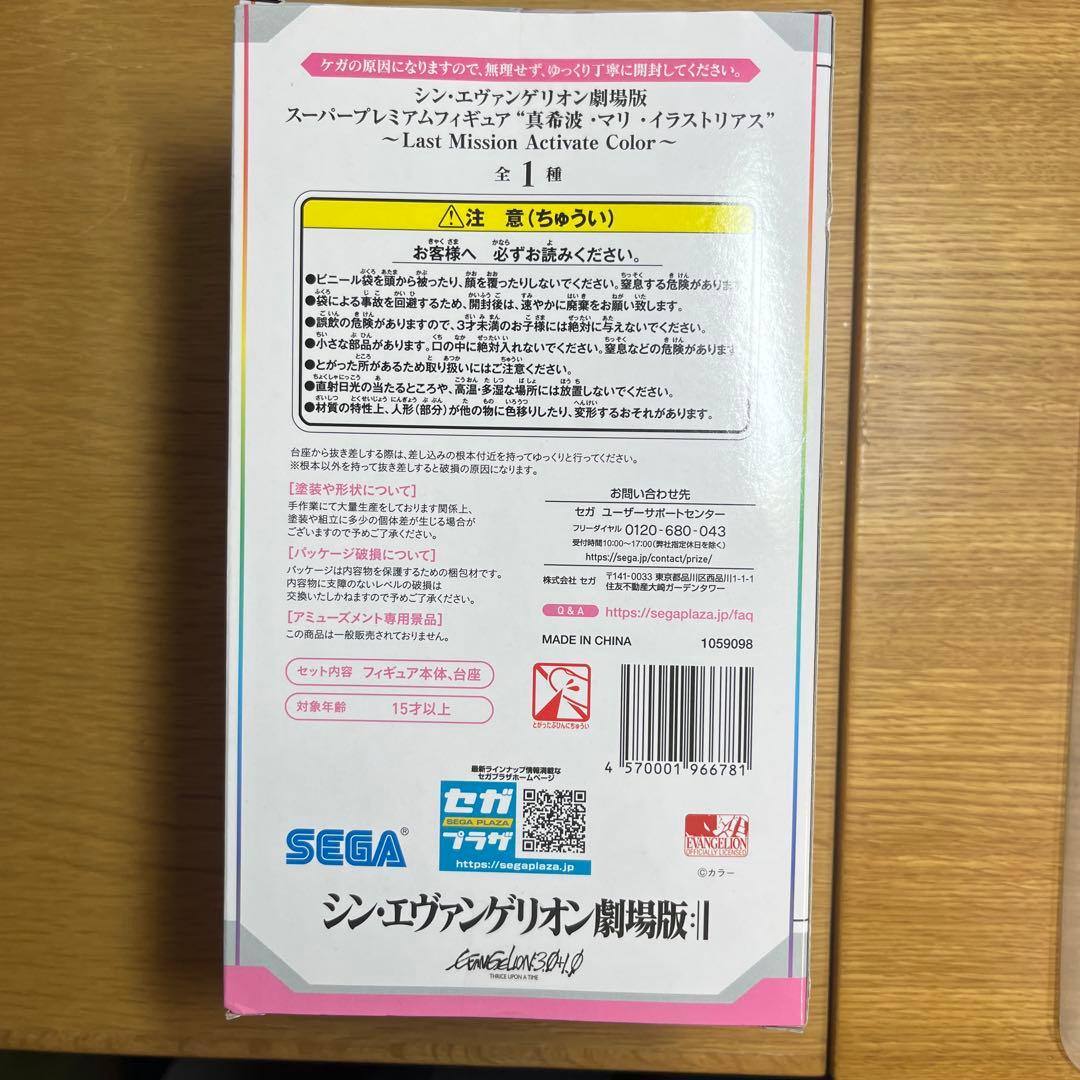 ケガの原因になりますので、無理せず、ゆっくり丁寧に開封してください。
シン・エヴァンゲリオン劇場版
スーパープレミアムフィギュア“真希波・マリ・イラストリアス”
～Last Mission Activate Color～
全1種
注 意(ちゅうい)
お客様へ 必ずお読みください。
●ビニール袋を頭から被ったり、顔を覆ったりしないでください。窒息する危険があります
●袋による事故を回避するため、開封後は、速やかに廃棄をお願い致します。
●誤飲の危険がありますので、3才未満のお子様には絶対に与えないでください。
●小さな部品があります。口の中に絶対入れないでください。窒息などの危険があります
●とがった所があるため取り扱いにはご注意ください。
●直射日光の当たるところや、高温・多湿な場所には放置しないでください。
●材質の特性上、人形(部分)が他の物に色移りしたり、変形するおそれがあります。
台座から抜き差しする際は、差し込みの根本付近を持ってゆっくりと行ってください。
※根本以外を持って抜き差しすると破損の原因になります。
[塗装や形状について]
手作業にて大量生産をしております関係上、
塗装や組立に多少の個体差が生じる場合が
ございますので予めご了承ください。
[パッケージ破損について]
パッケージは内容物を保護するための梱包材です。
内容物に支障のないレベルの破損は
交換いたしかねますので予めご了承ください。
[アミューズメント専用景品]
この商品は一般販売されておりません。
セット内容 フィギュア本体、台座
対象年齢 15才以上
お問い合わせ先
セガ ユーザーサポートセンター
フリーダイヤル 0120-680-043
受付時間10:00～17:00(弊社指定休日を除く)
https://sega.jp/contact/prize/
株式会社 セガ 〒141-0033 東京都品川区西品川1-1-1
住友不動産大崎ガーデンタワー
Q & A https://segaplaza.jp/faq
MADE IN CHINA 1059098
とがったぶひんにちゅうい
4 570001 966781
最新ラインナップ情報満載な
セガプラザホームページ
セガ
SEGA PLAZA
プラザ
https://segaplaza.jp
SEGA®
EVANGELION
OFFICIALLY LICENSED
©カラー
シン・エヴァンゲリオン劇場版:||
EVANGELION:3.0+1.0
THRICE UPON A TIME